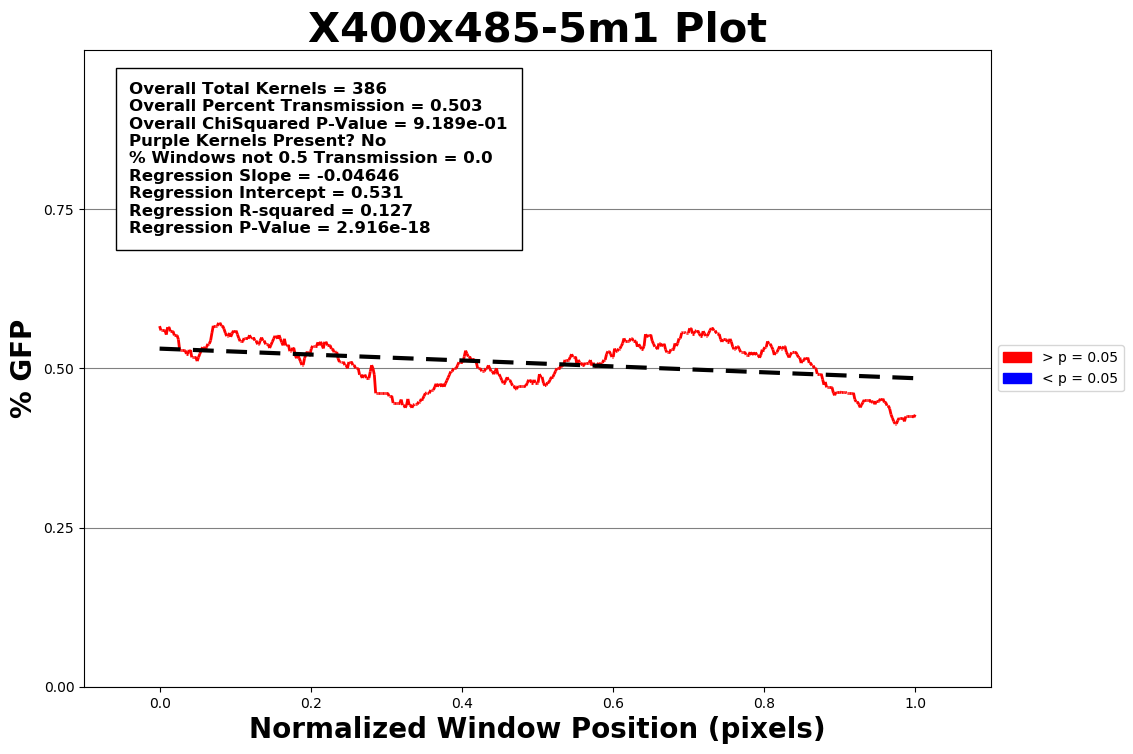 X400x485-5m1 Plot
Overall Total Kernels = 386
Overall Percent Transmission = 0.503
Overall ChiSquared P-Value = 9.189e-01
Purple Kernels Present? No
% Windows not 0.5 Transmission = 0.0
Regression Slope = -0.04646
Regression Intercept = 0.531
Regression R-squared = 0.127
Regression P-Value = 2.916e-18
0.75
0.50
0.25
0.00
% GFP
> p = 0.05
< p = 0.05
0.0 0.2 0.4 0.6 0.8 1.0
Normalized Window Position (pixels)